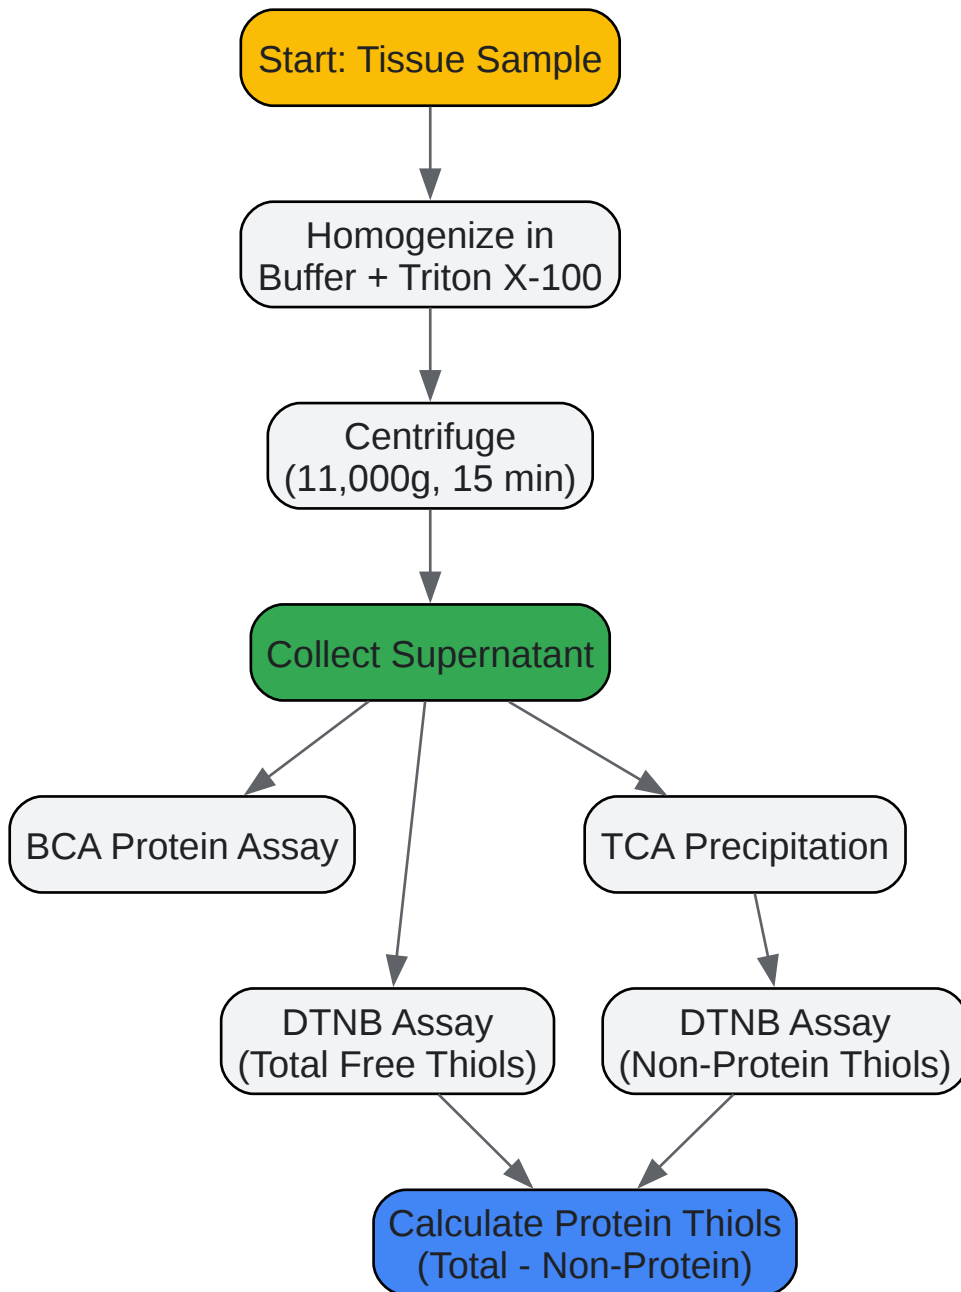 Start: Tissue Sample
Homogenize in
Buffer + Triton X-100
Centrifuge
(11,000g, 15 min)
Collect Supernatant
BCA Protein Assay
TCA Precipitation
DTNB Assay
(Total Free Thiols)
DTNB Assay
(Non-Protein Thiols)
Calculate Protein Thiols
(Total - Non-Protein)